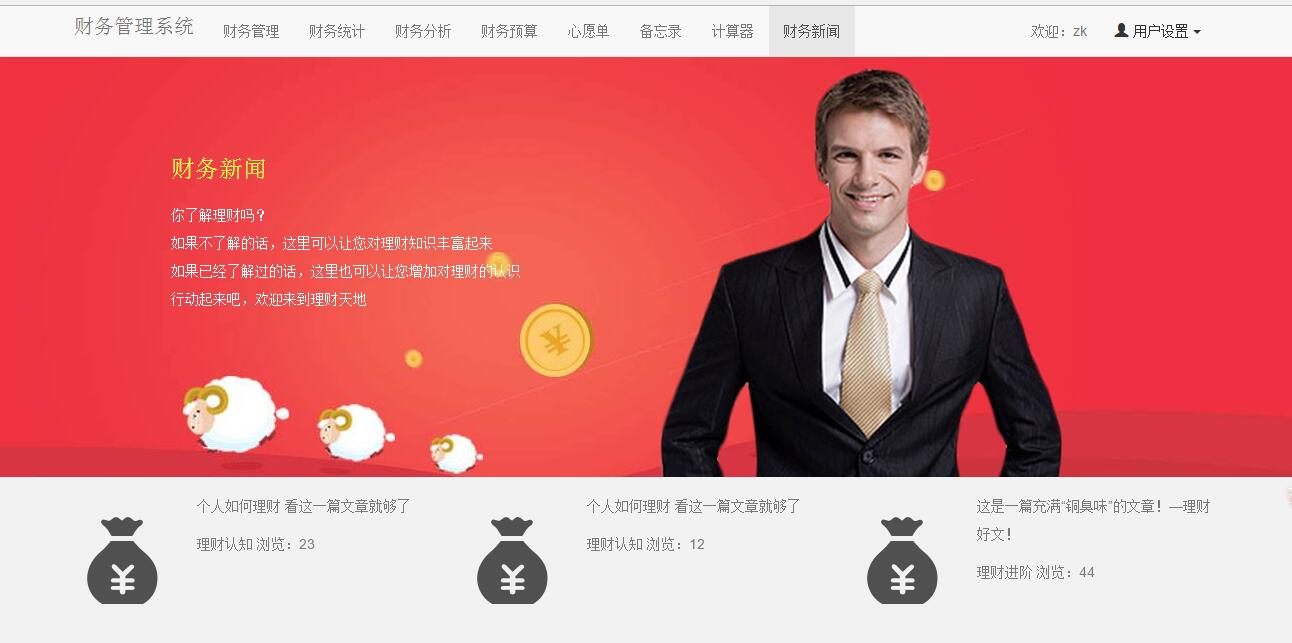 财务管理系统 财务管理 财务统计 财务分析 财务预算 心愿单 备忘录 计算器 财务新闻 欢迎：zk 用户设置
财务新闻
你了解理财吗？
如果不了解的话，这里可以让您对理财知识丰富起来
如果已经了解过的话，这里也可以让您增加对理财的认识
行动起来吧，欢迎来到理财天地
¥
个人如何理财 看这一篇文章就够了
理财认知 浏览：23
¥
个人如何理财 看这一篇文章就够了
理财认知 浏览：12
¥
这是一篇充满“铜臭味”的文章！—理财
好文！
理财进阶 浏览：44
¥